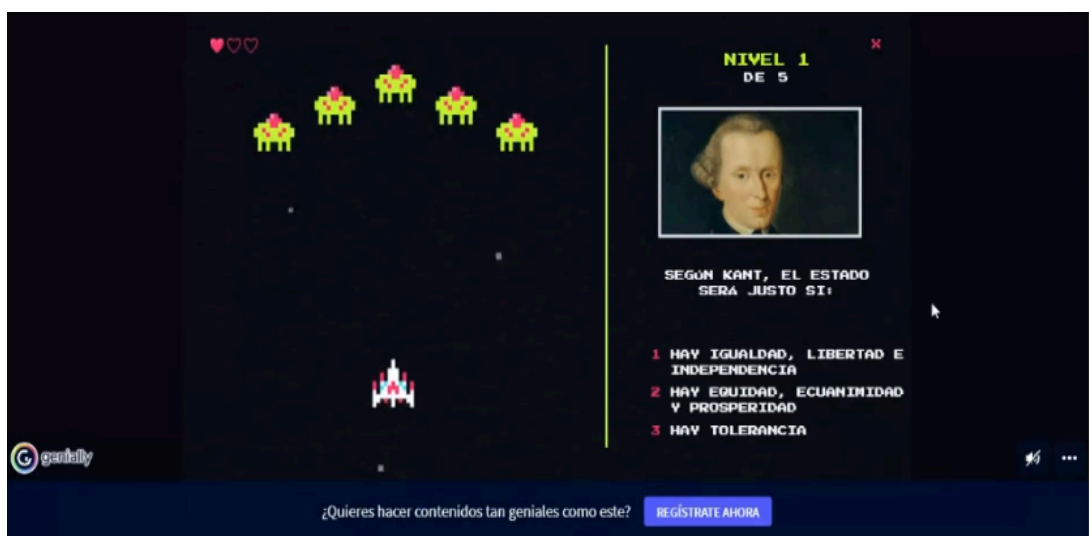 NIVEL 1
DE 5
SEGÚN KANT, EL ESTADO
SERÁ JUSTO SI:
1 HAY IGUALDAD, LIBERTAD E
INDEPENDENCIA
2 HAY EQUIDAD, ECUANIMIDAD
Y PROSPERIDAD
3 HAY TOLERANCIA
genially
¿Quieres hacer contenidos tan geniales como este?
REGÍSTRATE AHORA